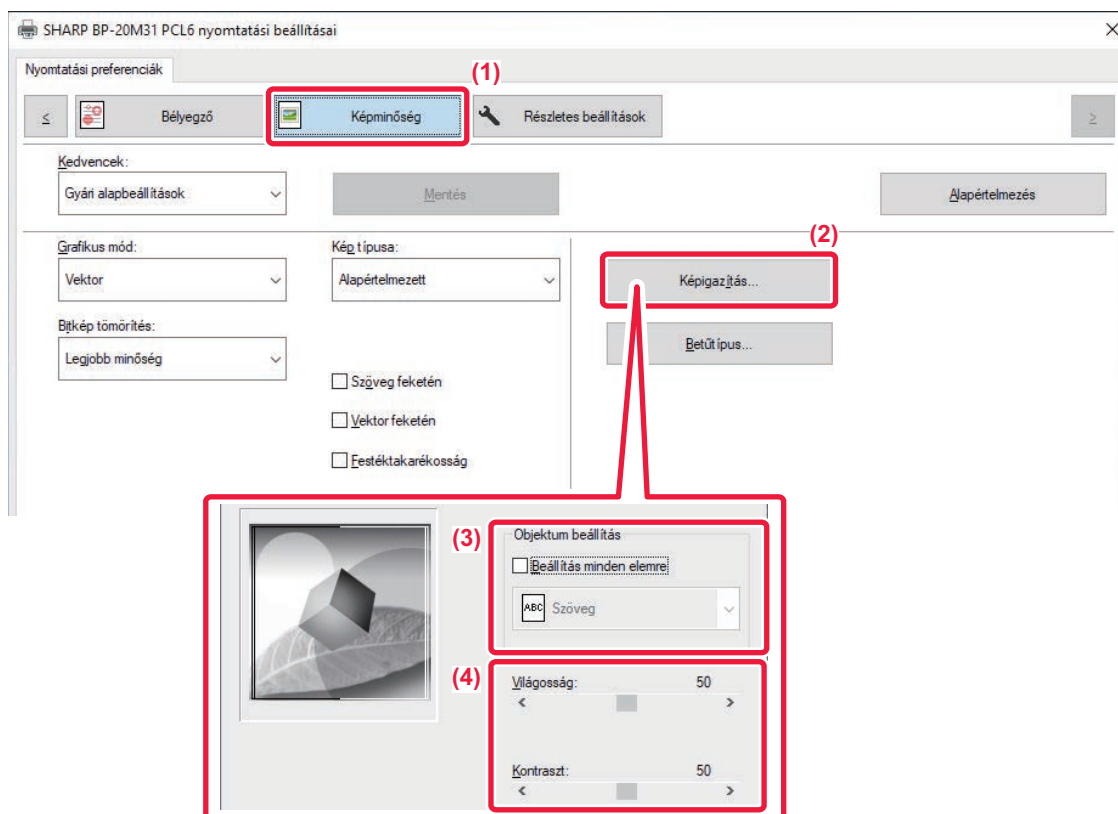 SHARP BP-20M31 PCL6 nyomtatási beállításai
Nyomtatási preferenciák
(1)
< Bélyegző Képminőség Részletes beállítások >
Kedvencek:
Gyári alapbeállítások Mentés Alapértelmezés
(2)
Grafikus mód: Kép típusa:
Vektor Alapértelmezett Képigazítás...
Bitkép tömörítés: Betűtípus...
Legjobb minőség
Szöveg feketén
Vektor feketén
Festéktakarékosság
(3) Objektum beállítás
Beállítás minden elemre
ABC Szöveg
(4) Világosság: 50
< >
Kontraszt: 50
< >